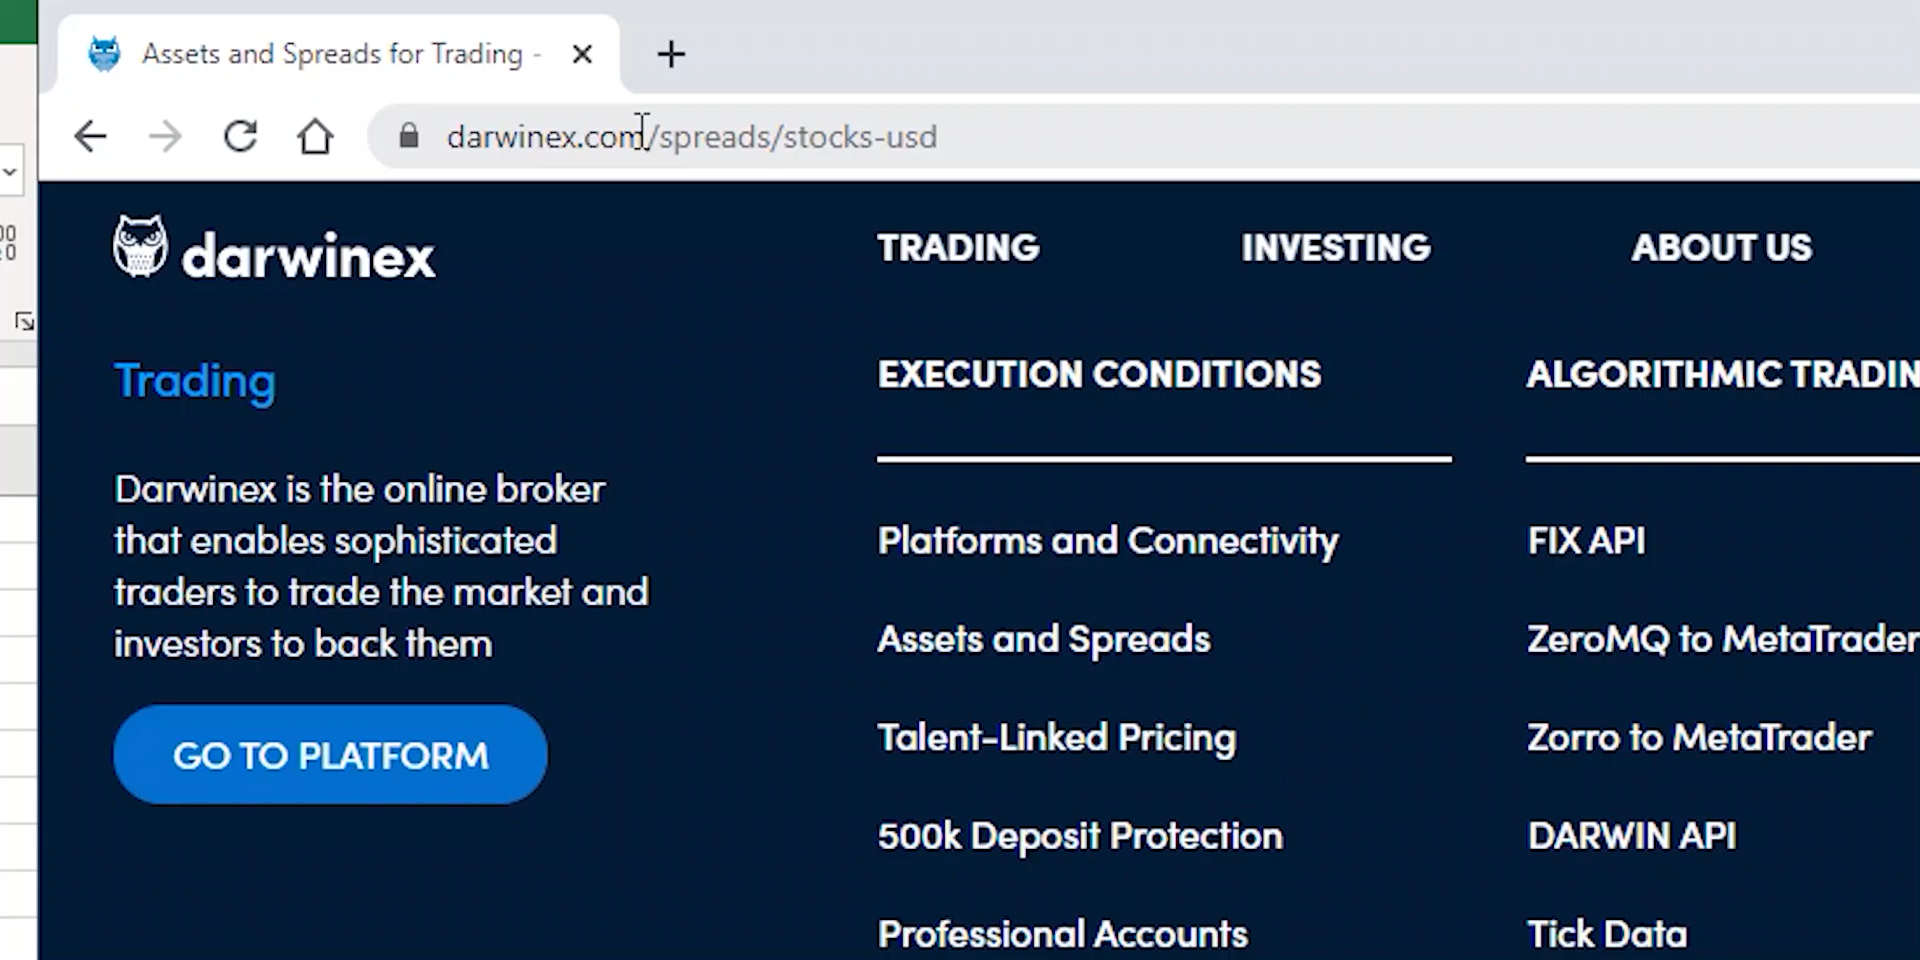 Assets and Spreads for Trading -
darwinex.com/spreads/stocks-usd
darwinex
TRADING
INVESTING
ABOUT US
Trading
Darwinex is the online broker
that enables sophisticated
traders to trade the market and
investors to back them
GO TO PLATFORM
EXECUTION CONDITIONS
Platforms and Connectivity
Assets and Spreads
Talent-Linked Pricing
500k Deposit Protection
Professional Accounts
ALGORITHMIC TRADIN
FIX API
ZeroMQ to MetaTrader
Zorro to MetaTrader
DARWIN API
Tick Data